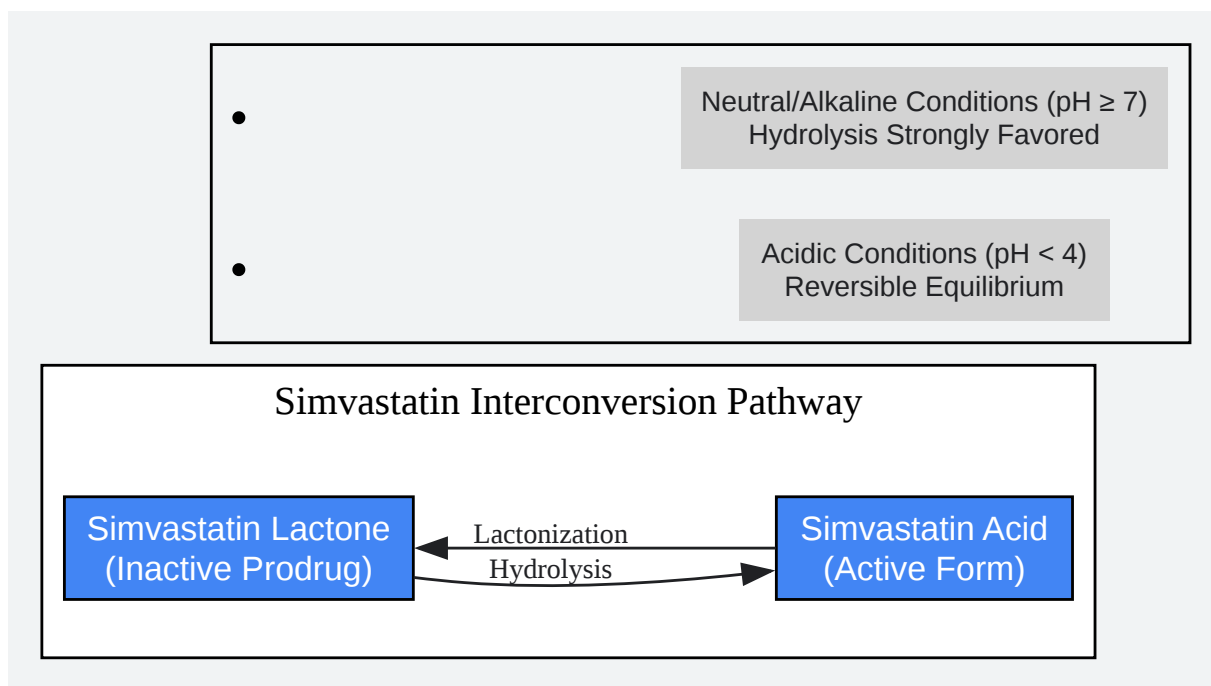 Neutral/Alkaline Conditions (pH ≥ 7)
Hydrolysis Strongly Favored
Acidic Conditions (pH < 4)
Reversible Equilibrium
Simvastatin Interconversion Pathway
Simvastatin Lactone
(Inactive Prodrug)
Lactonization
Hydrolysis
Simvastatin Acid
(Active Form)